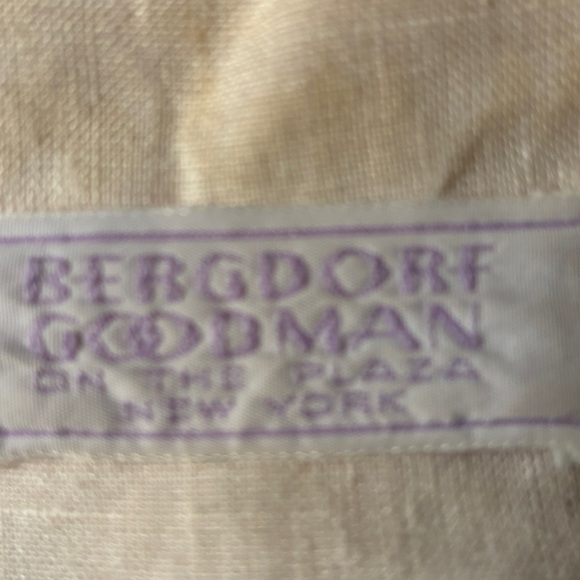 BERGDORF
GOODMAN
ON THE PLAZA
NEW YORK